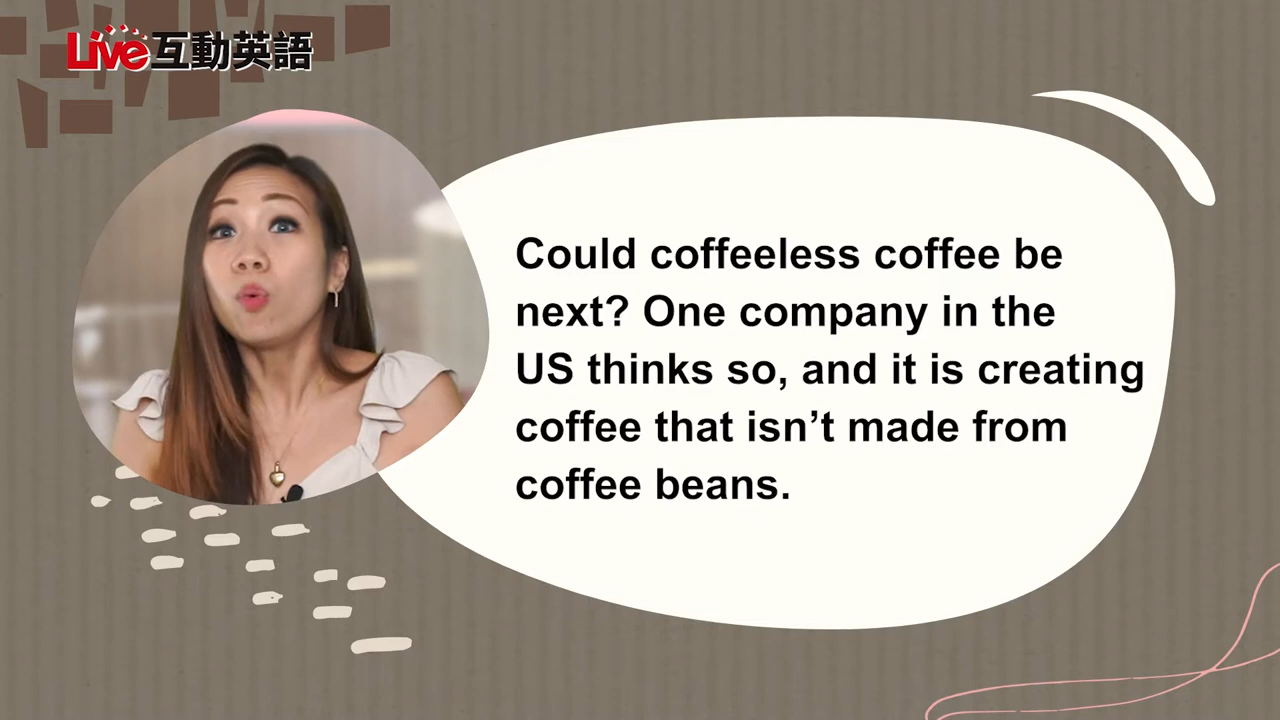 Live互動英語
Could coffeeless coffee be
next? One company in the
US thinks so, and it is creating
coffee that isn’t made from
coffee beans.